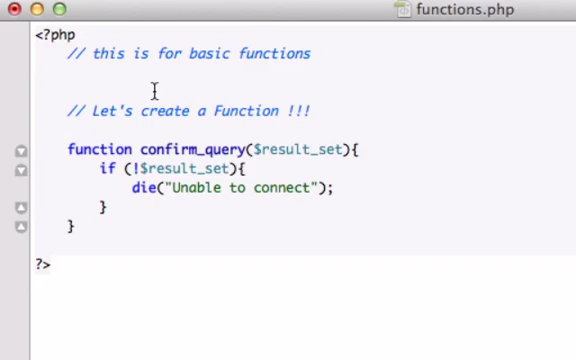 functions.php
<?php
// this is for basic functions
// Let's create a Function !!!
function confirm_query($result_set){
if (!$result_set){
die("Unable to connect");
}
}
?>